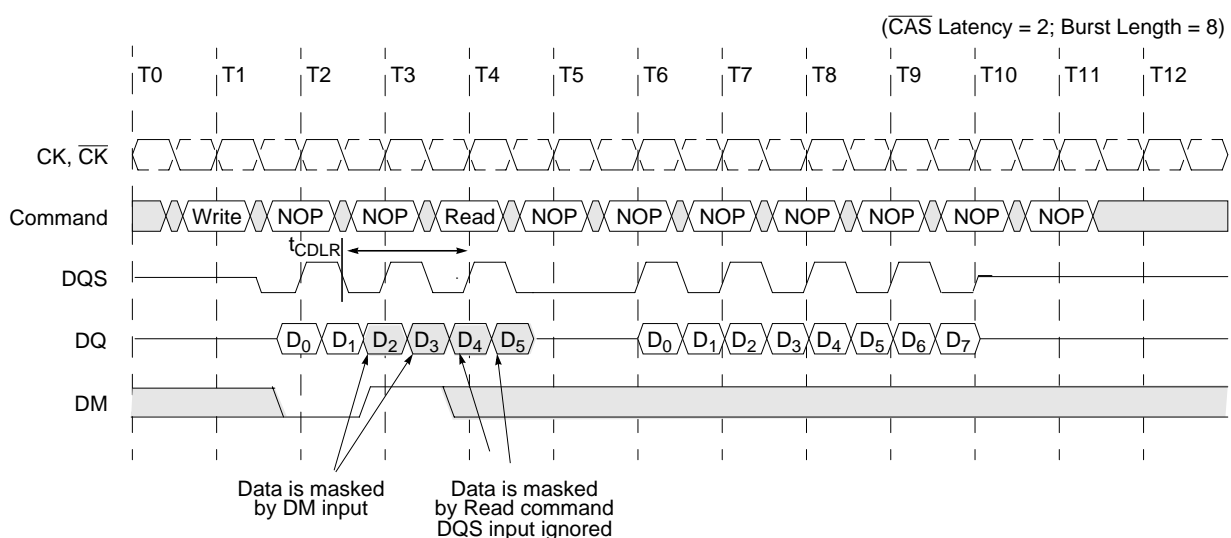 (CAS Latency = 2; Burst Length = 8)
T0 T1 T2 T3 T4 T5 T6 T7 T8 T9 T10 T11 T12
CK, CK
Command Write NOP NOP Read NOP NOP NOP NOP NOP NOP NOP
tCDLR
DQS
DQ D0 D1 D2 D3 D4 D5 D0 D1 D2 D3 D4 D5 D6 D7
DM
Data is masked Data is masked
by DM input by Read command
DQS input ignored